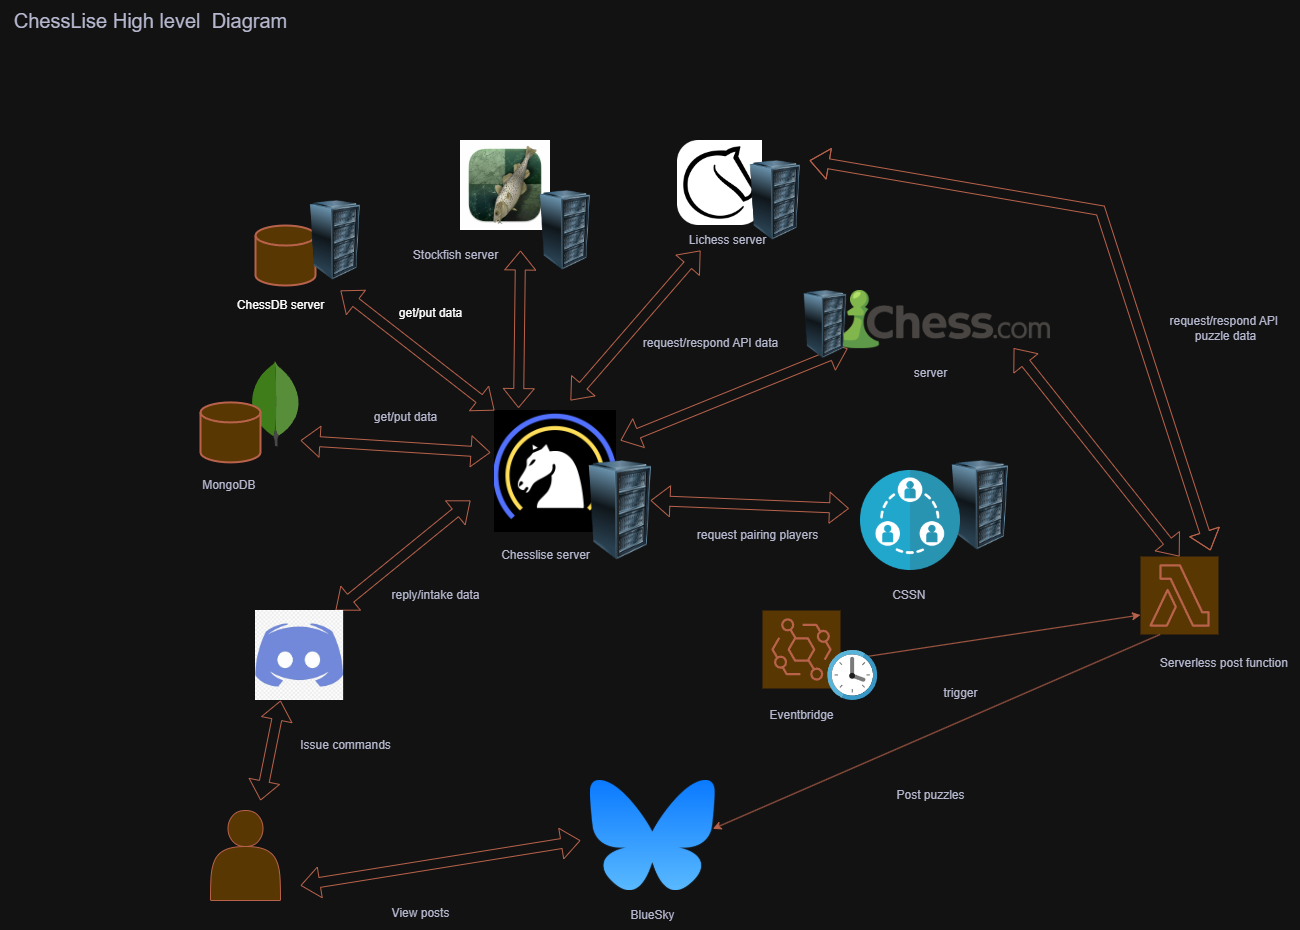 ChessLise High level  Diagram
Stockfish server
Lichess server
ChessDB server
get/put data
request/respond API data
Chess.com
server
request/respond API
puzzle data
get/put data
MongoDB
Chesslise server
request pairing players
CSSN
reply/intake data
Serverless post function
Eventbridge
trigger
Issue commands
Post puzzles
View posts
BlueSky